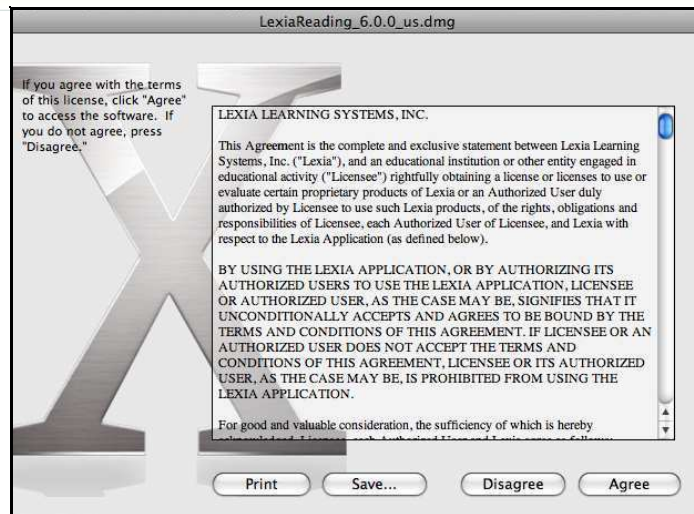 LexiaReading_6.0.0_us.dmg
If you agree with the terms
of this license, click "Agree"
to access the software.  If
you do not agree, press
"Disagree."
LEXIA LEARNING SYSTEMS, INC.
This Agreement is the complete and exclusive statement between Lexia Learning
Systems, Inc. ("Lexia"), and an educational institution or other entity engaged in
educational activity ("Licensee") rightfully obtaining a license or licenses to use or
evaluate certain proprietary products of Lexia or an Authorized User duly
authorized by Licensee to use such Lexia products, of the rights, obligations and
responsibilities of Licensee, each Authorized User of Licensee, and Lexia with
respect to the Lexia Application (as defined below).
BY USING THE LEXIA APPLICATION, OR BY AUTHORIZING ITS
AUTHORIZED USERS TO USE THE LEXIA APPLICATION, LICENSEE
OR AUTHORIZED USER, AS THE CASE MAY BE, SIGNIFIES THAT IT
UNCONDITIONALLY ACCEPTS AND AGREES TO BE BOUND BY THE
TERMS AND CONDITIONS OF THIS AGREEMENT. IF LICENSEE OR AN
AUTHORIZED USER DOES NOT ACCEPT THE TERMS AND
CONDITIONS OF THIS AGREEMENT, LICENSEE OR ITS AUTHORIZED
USER, AS THE CASE MAY BE, IS PROHIBITED FROM USING THE
LEXIA APPLICATION.
For good and valuable consideration, the sufficiency of which is hereby
Print
Save...
Disagree
Agree